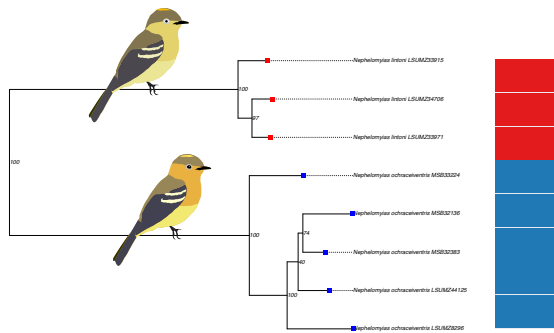 Nephelomyias lintoni LSUMZ33915
100
Nephelomyias lintoni LSUMZ34706
97
Nephelomyias lintoni LSUMZ33971
100
Nephelomyias ochraceiventris MSB33224
Nephelomyias ochraceiventris MSB32136
74
100
Nephelomyias ochraceiventris MSB32383
40
Nephelomyias ochraceiventris LSUMZ44125
100
Nephelomyias ochraceiventris LSUMZ8296